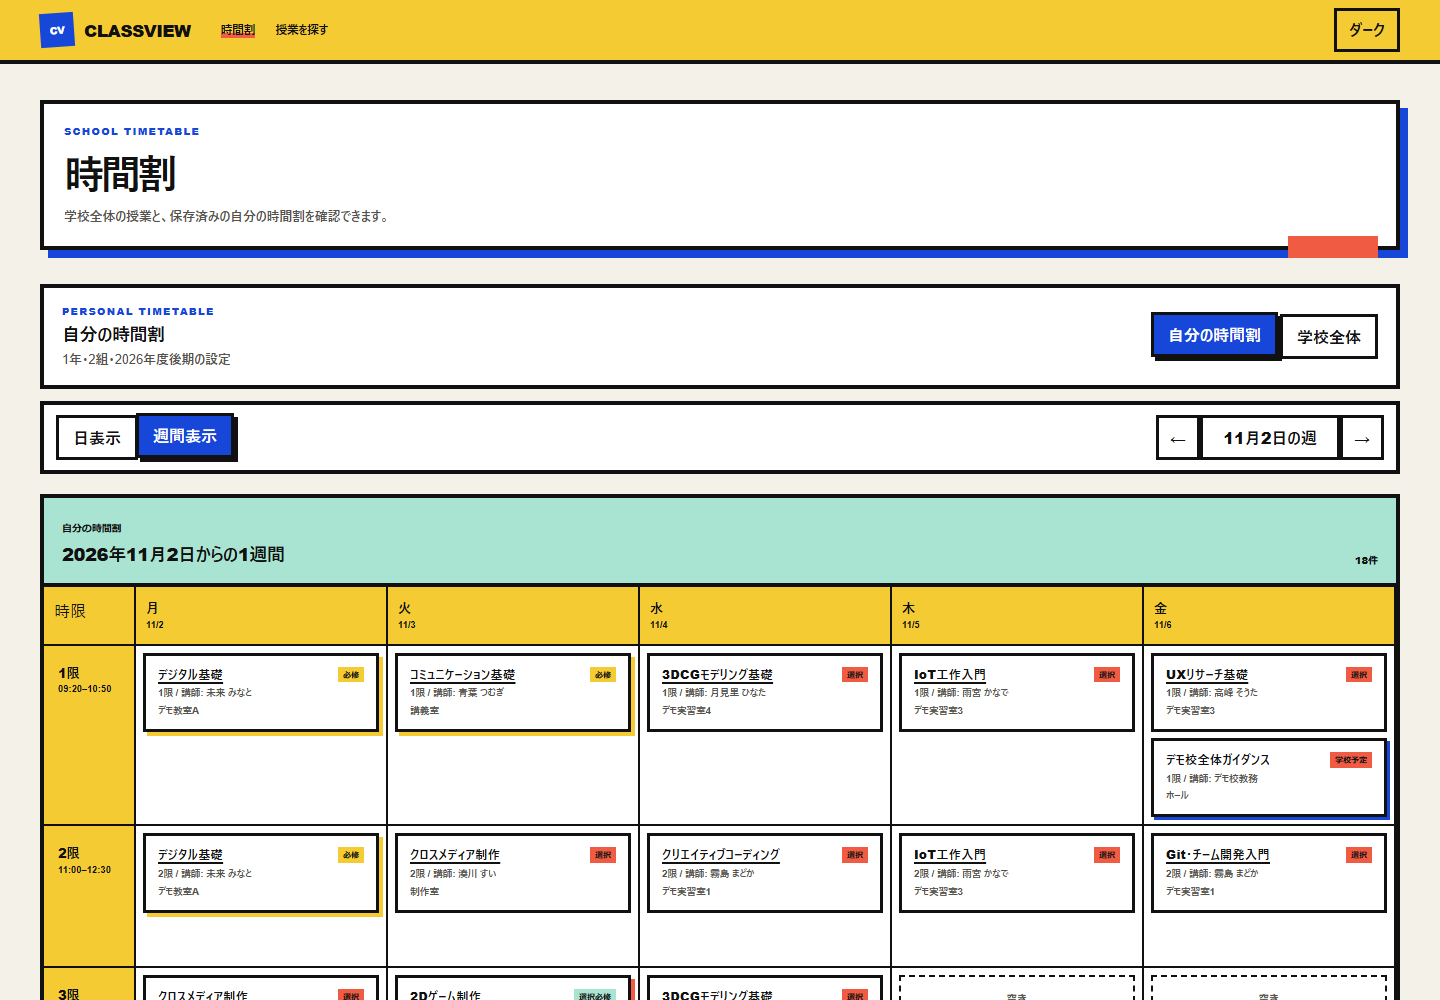 CV CLASSVIEW 時間割 授業を探す ダーク
SCHOOL TIMETABLE
時間割
学校全体の授業と、保存済みの自分の時間割を確認できます。
PERSONAL TIMETABLE
自分の時間割
1年・2組・2026年度後期の設定
自分の時間割 学校全体
日表示 週間表示 ← 11月2日の週 →
自分の時間割
2026年11月2日からの1週間
18件
時限
月
11/2
火
11/3
水
11/4
木
11/5
金
11/6
1限
09:20–10:50
デジタル基礎 必修
1限 / 講師: 未来 みなと
デモ教室A
コミュニケーション基礎 必修
1限 / 講師: 青葉 つむぎ
講義室
3DCGモデリング基礎 選択
1限 / 講師: 月見里 ひなた
デモ実習室4
IoT工作入門 選択
1限 / 講師: 雨宮 かなで
デモ実習室3
UXリサーチ基礎 選択
1限 / 講師: 高峰 そうた
デモ実習室3
デモ校全体ガイダンス 学校予定
1限 / 講師: デモ校教務
ホール
2限
11:00–12:30
デジタル基礎 必修
2限 / 講師: 未来 みなと
デモ教室A
クロスメディア制作 選択
2限 / 講師: 湊川 すい
制作室
クリエイティブコーディング 選択
2限 / 講師: 霧島 まどか
デモ実習室1
IoT工作入門 選択
2限 / 講師: 雨宮 かなで
デモ実習室3
Git・チーム開発入門 選択
2限 / 講師: 霧島 まどか
デモ実習室1
3限
クロスメディア制作 選択
2Dゲーム制作 選択必修
3DCGモデリング基礎 選択
空き
空き